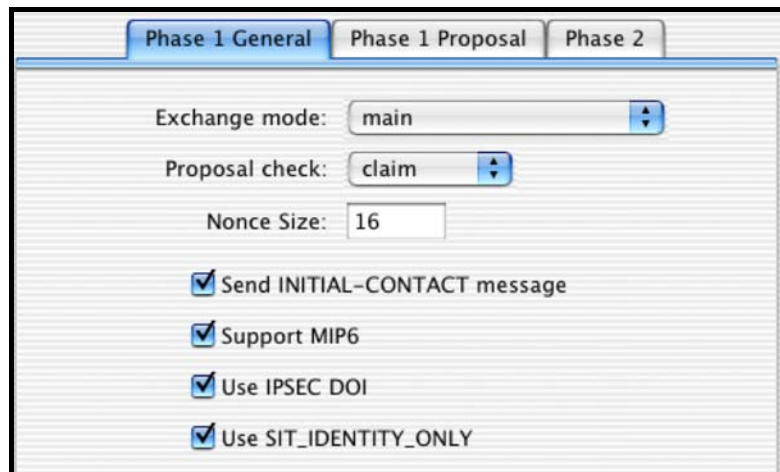 Phase 1 General Phase 1 Proposal Phase 2
Exchange mode: main
Proposal check: claim
Nonce Size: 16
Send INITIAL-CONTACT message
Support MIP6
Use IPSEC DOI
Use SIT_IDENTITY_ONLY